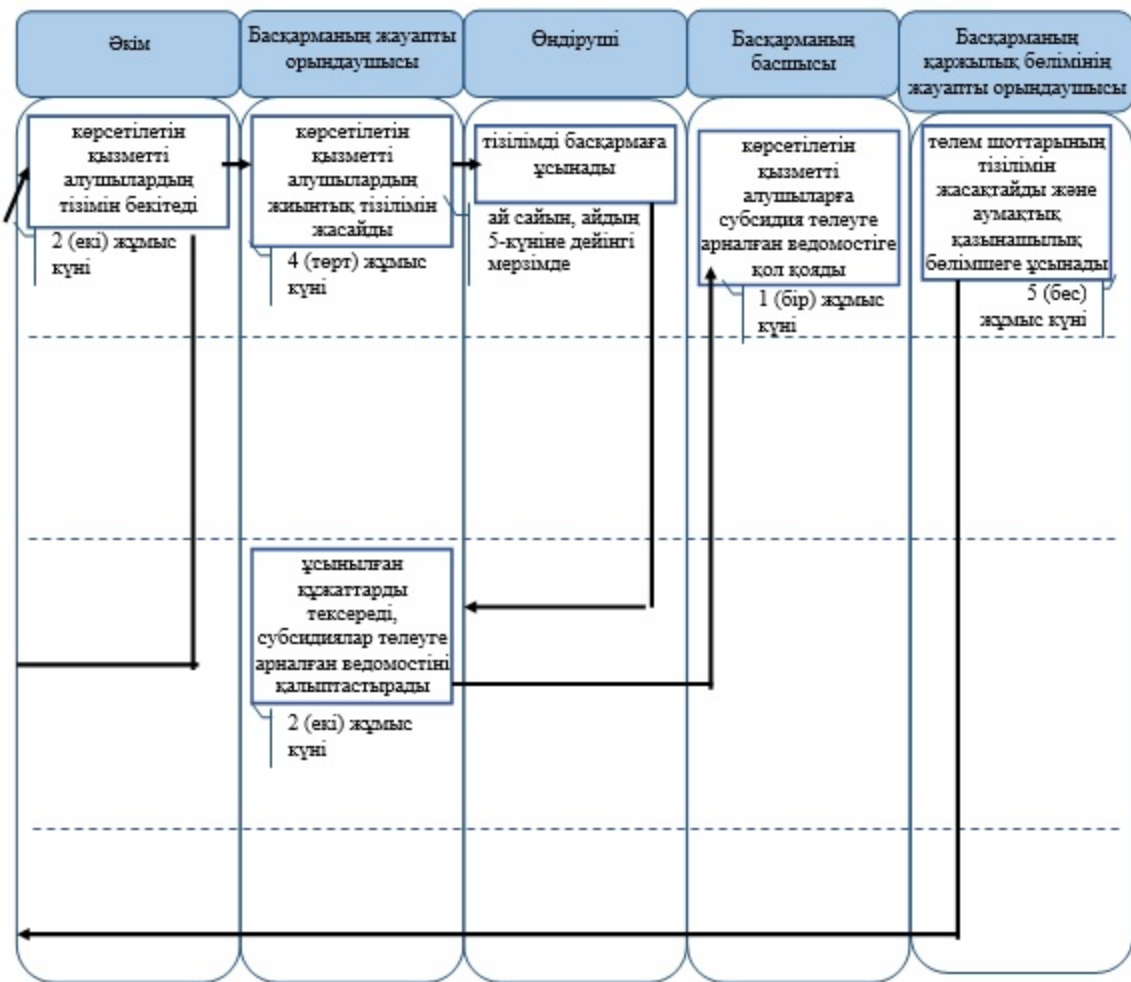 Әкім
Басқарманың жауапты
орындаушысы
Өндіруші
Басқарманың
басшысы
Басқарманың
қаржылық бөлімінің
жауапты орындаушысы
көрсетілетін
қызметті
алушылардың
тізімін бекітеді
2 (екі) жұмыс
күні
көрсетілетін
қызметті
алушылардың
жиынтық тізілімін
жасайды
4 (төрт) жұмыс
күні
тізілімді басқармаға
ұсынады
ай сайын, айдың
5-күніне дейінгі
мерзімде
көрсетілетін
қызметті
алушыларға
субсидия төлеуге
арналған ведомостіге
қол қояды
1 (бір) жұмыс
күні
төлем шоттарының
тізілімін
жасақтайды және
аумақтық
қазынашылық
бөлімшеге ұсынады
5 (бес)
жұмыс күні
ұсынылған
құжаттарды
тексереді,
субсидиялар төлеуге
арналған ведомостіні
қалыптастырады
2 (екі) жұмыс
күні